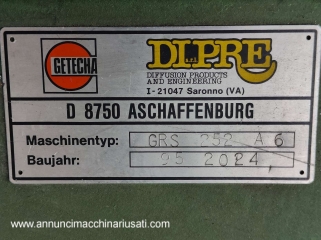 GETECHA
DIPRE s.r.l.
DIFFUSION PRODUCTS
AND ENGINEERING
I-21047 Saronno (VA)
D 8750 ASCHAFFENBURG
Maschinentyp: GRS 252 A 6
Baujahr: 95 2024
www.annuncimacchinariusati.com